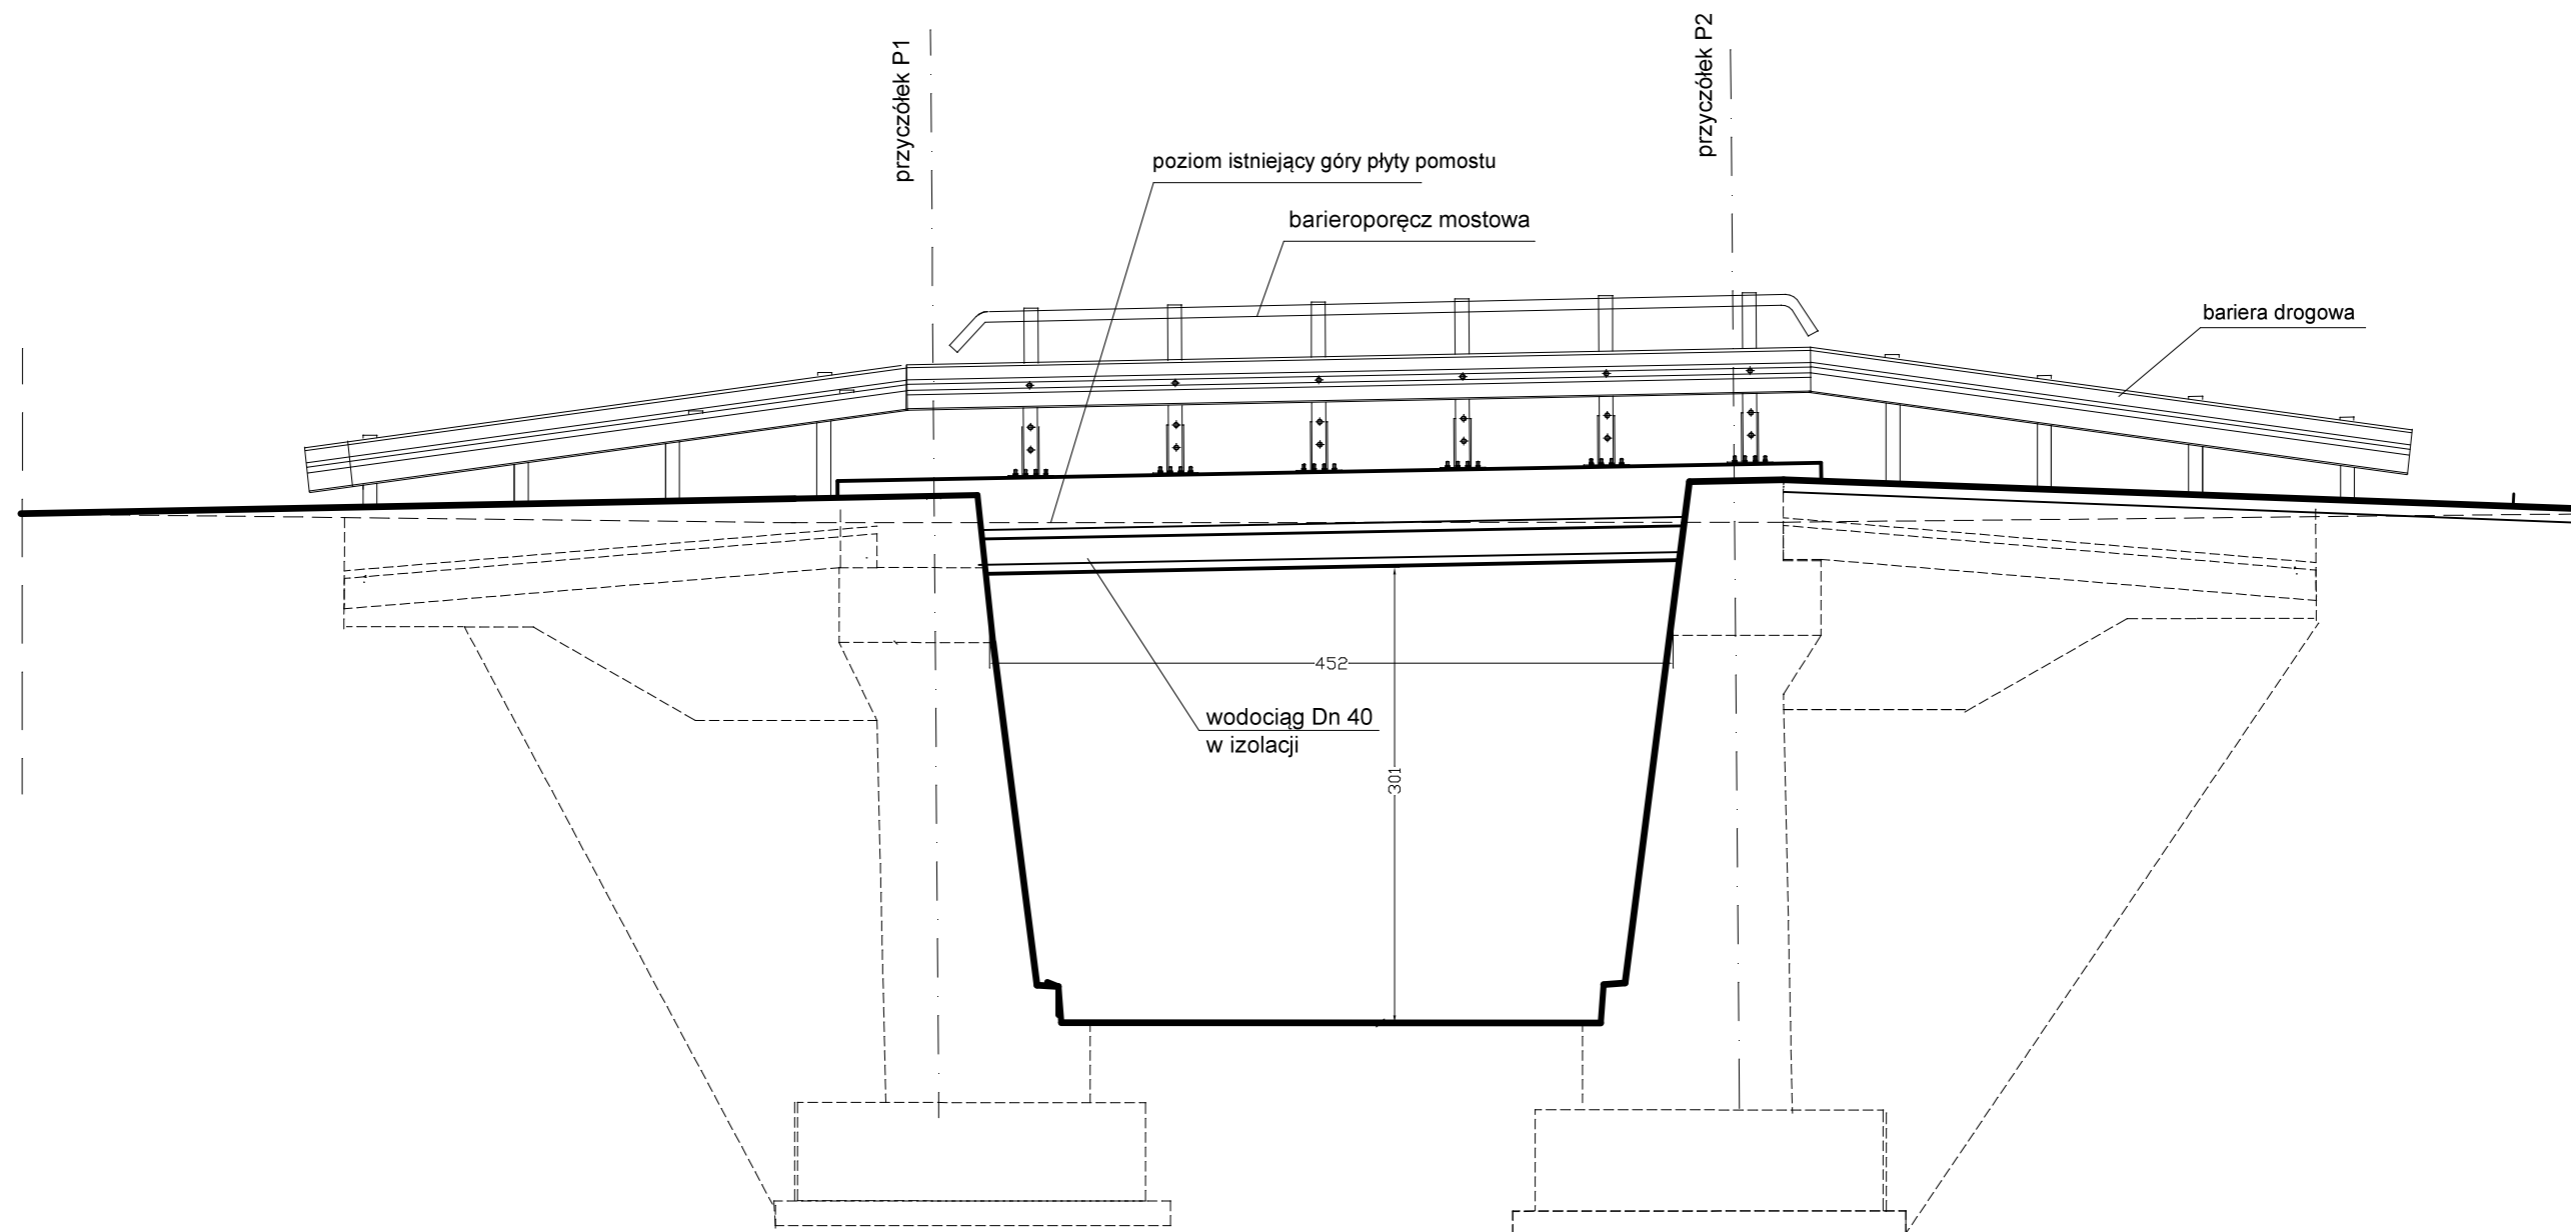 przyczółek P1
przyczółek P2
poziom istniejący góry płyty pomostu
barieroporęcz mostowa
bariera drogowa
452
wodociąg Dn 40
w izolacji
301